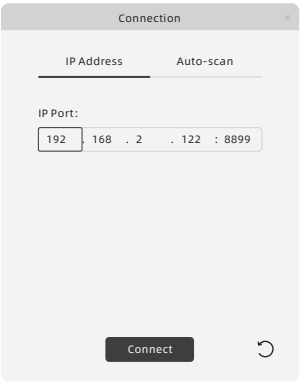 Connection
IP Address Auto-scan
IP Port:
192 . 168 . 2 . 122 : 8899
Connect